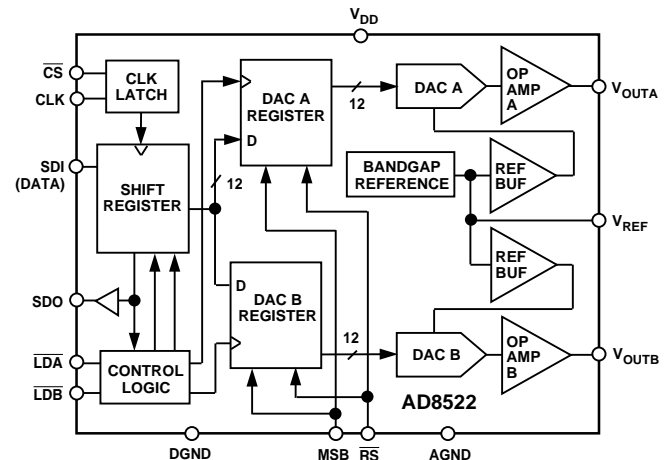 VDD
CS
CLK
CLK
LATCH
SDI
(DATA)
SHIFT
REGISTER
12
DAC A
REGISTER
D
12
DAC A
OP
AMP
A
VOUTA
BANDGAP
REFERENCE
REF
BUF
VREF
REF
BUF
SDO
D
DAC B
REGISTER
12
DAC B
OP
AMP
B
VOUTB
LDA
LDB
CONTROL
LOGIC
AD8522
DGND
MSB
RS
AGND